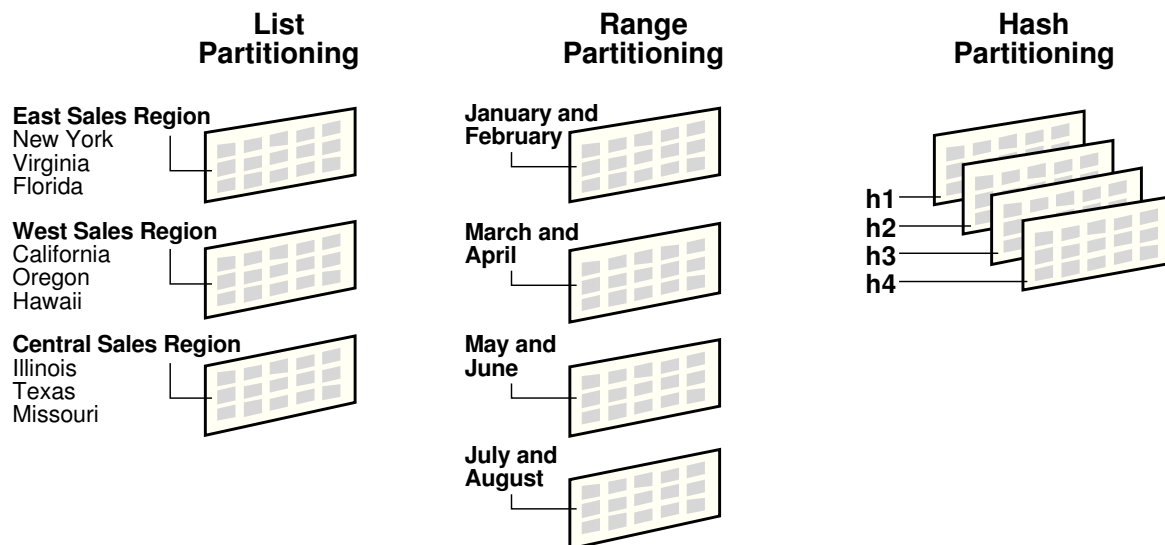 List
Partitioning
East Sales Region
New York
Virginia
Florida
West Sales Region
California
Oregon
Hawaii
Central Sales Region
Illinois
Texas
Missouri
Range
Partitioning
January and
February
March and
April
May and
June
July and
August
Hash
Partitioning
h1
h2
h3
h4